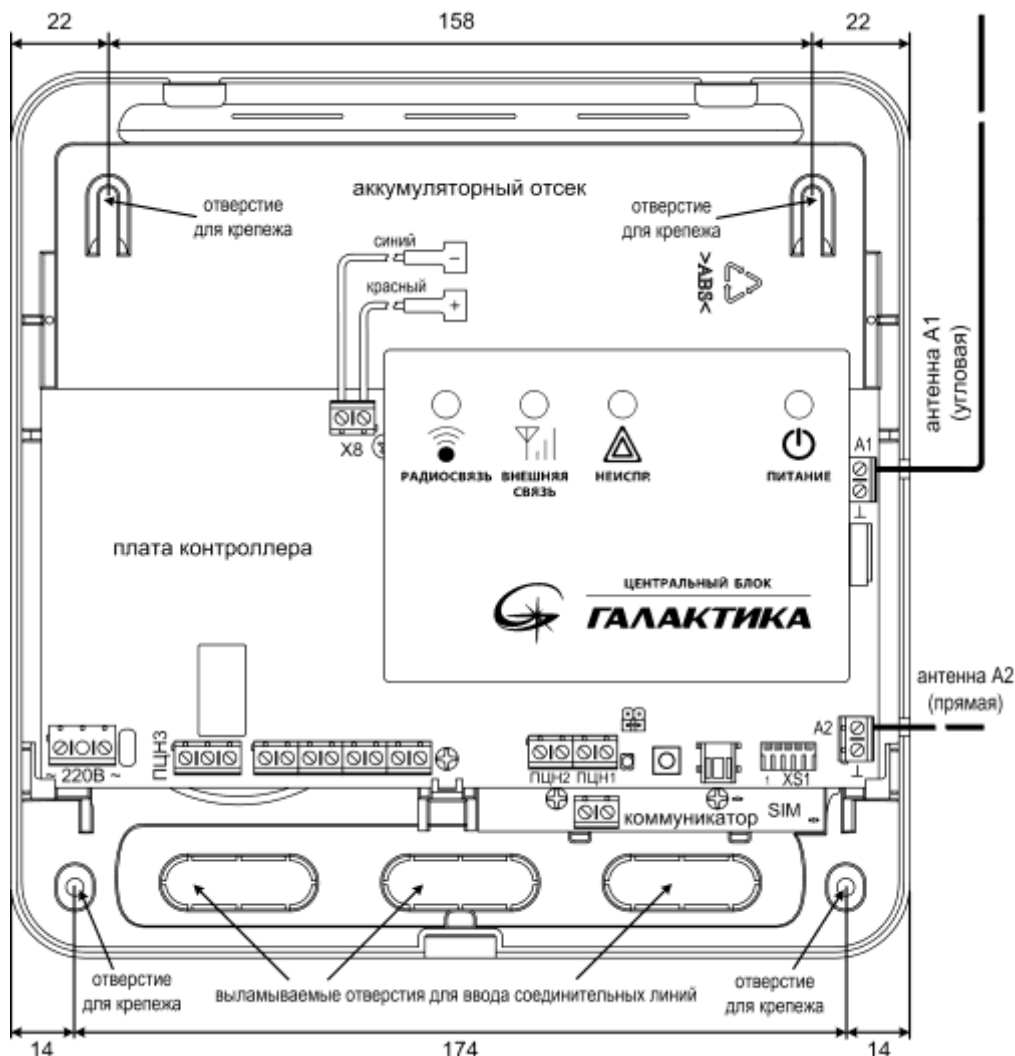 22 158 22
аккумуляторный отсек
отверстие
для крепежа
отверстие
для крепежа
синий
−
красный
+
>ABS<
антенна А1
(угловая)
X8
РАДИОСВЯЗЬ
ВНЕШНЯЯ
СВЯЗЬ
НЕИСПР.
ПИТАНИЕ
A1
плата контроллера
ЦЕНТРАЛЬНЫЙ БЛОК
ГАЛАКТИКА
антенна А2
(прямая)
A2
~ 220В ~
ПЦН3
ПЦН2 ПЦН1
↑ XS1
коммуникатор
SIM
отверстие
для крепежа
выламываемые отверстия для ввода соединительных линий
отверстие
для крепежа
14 174 14